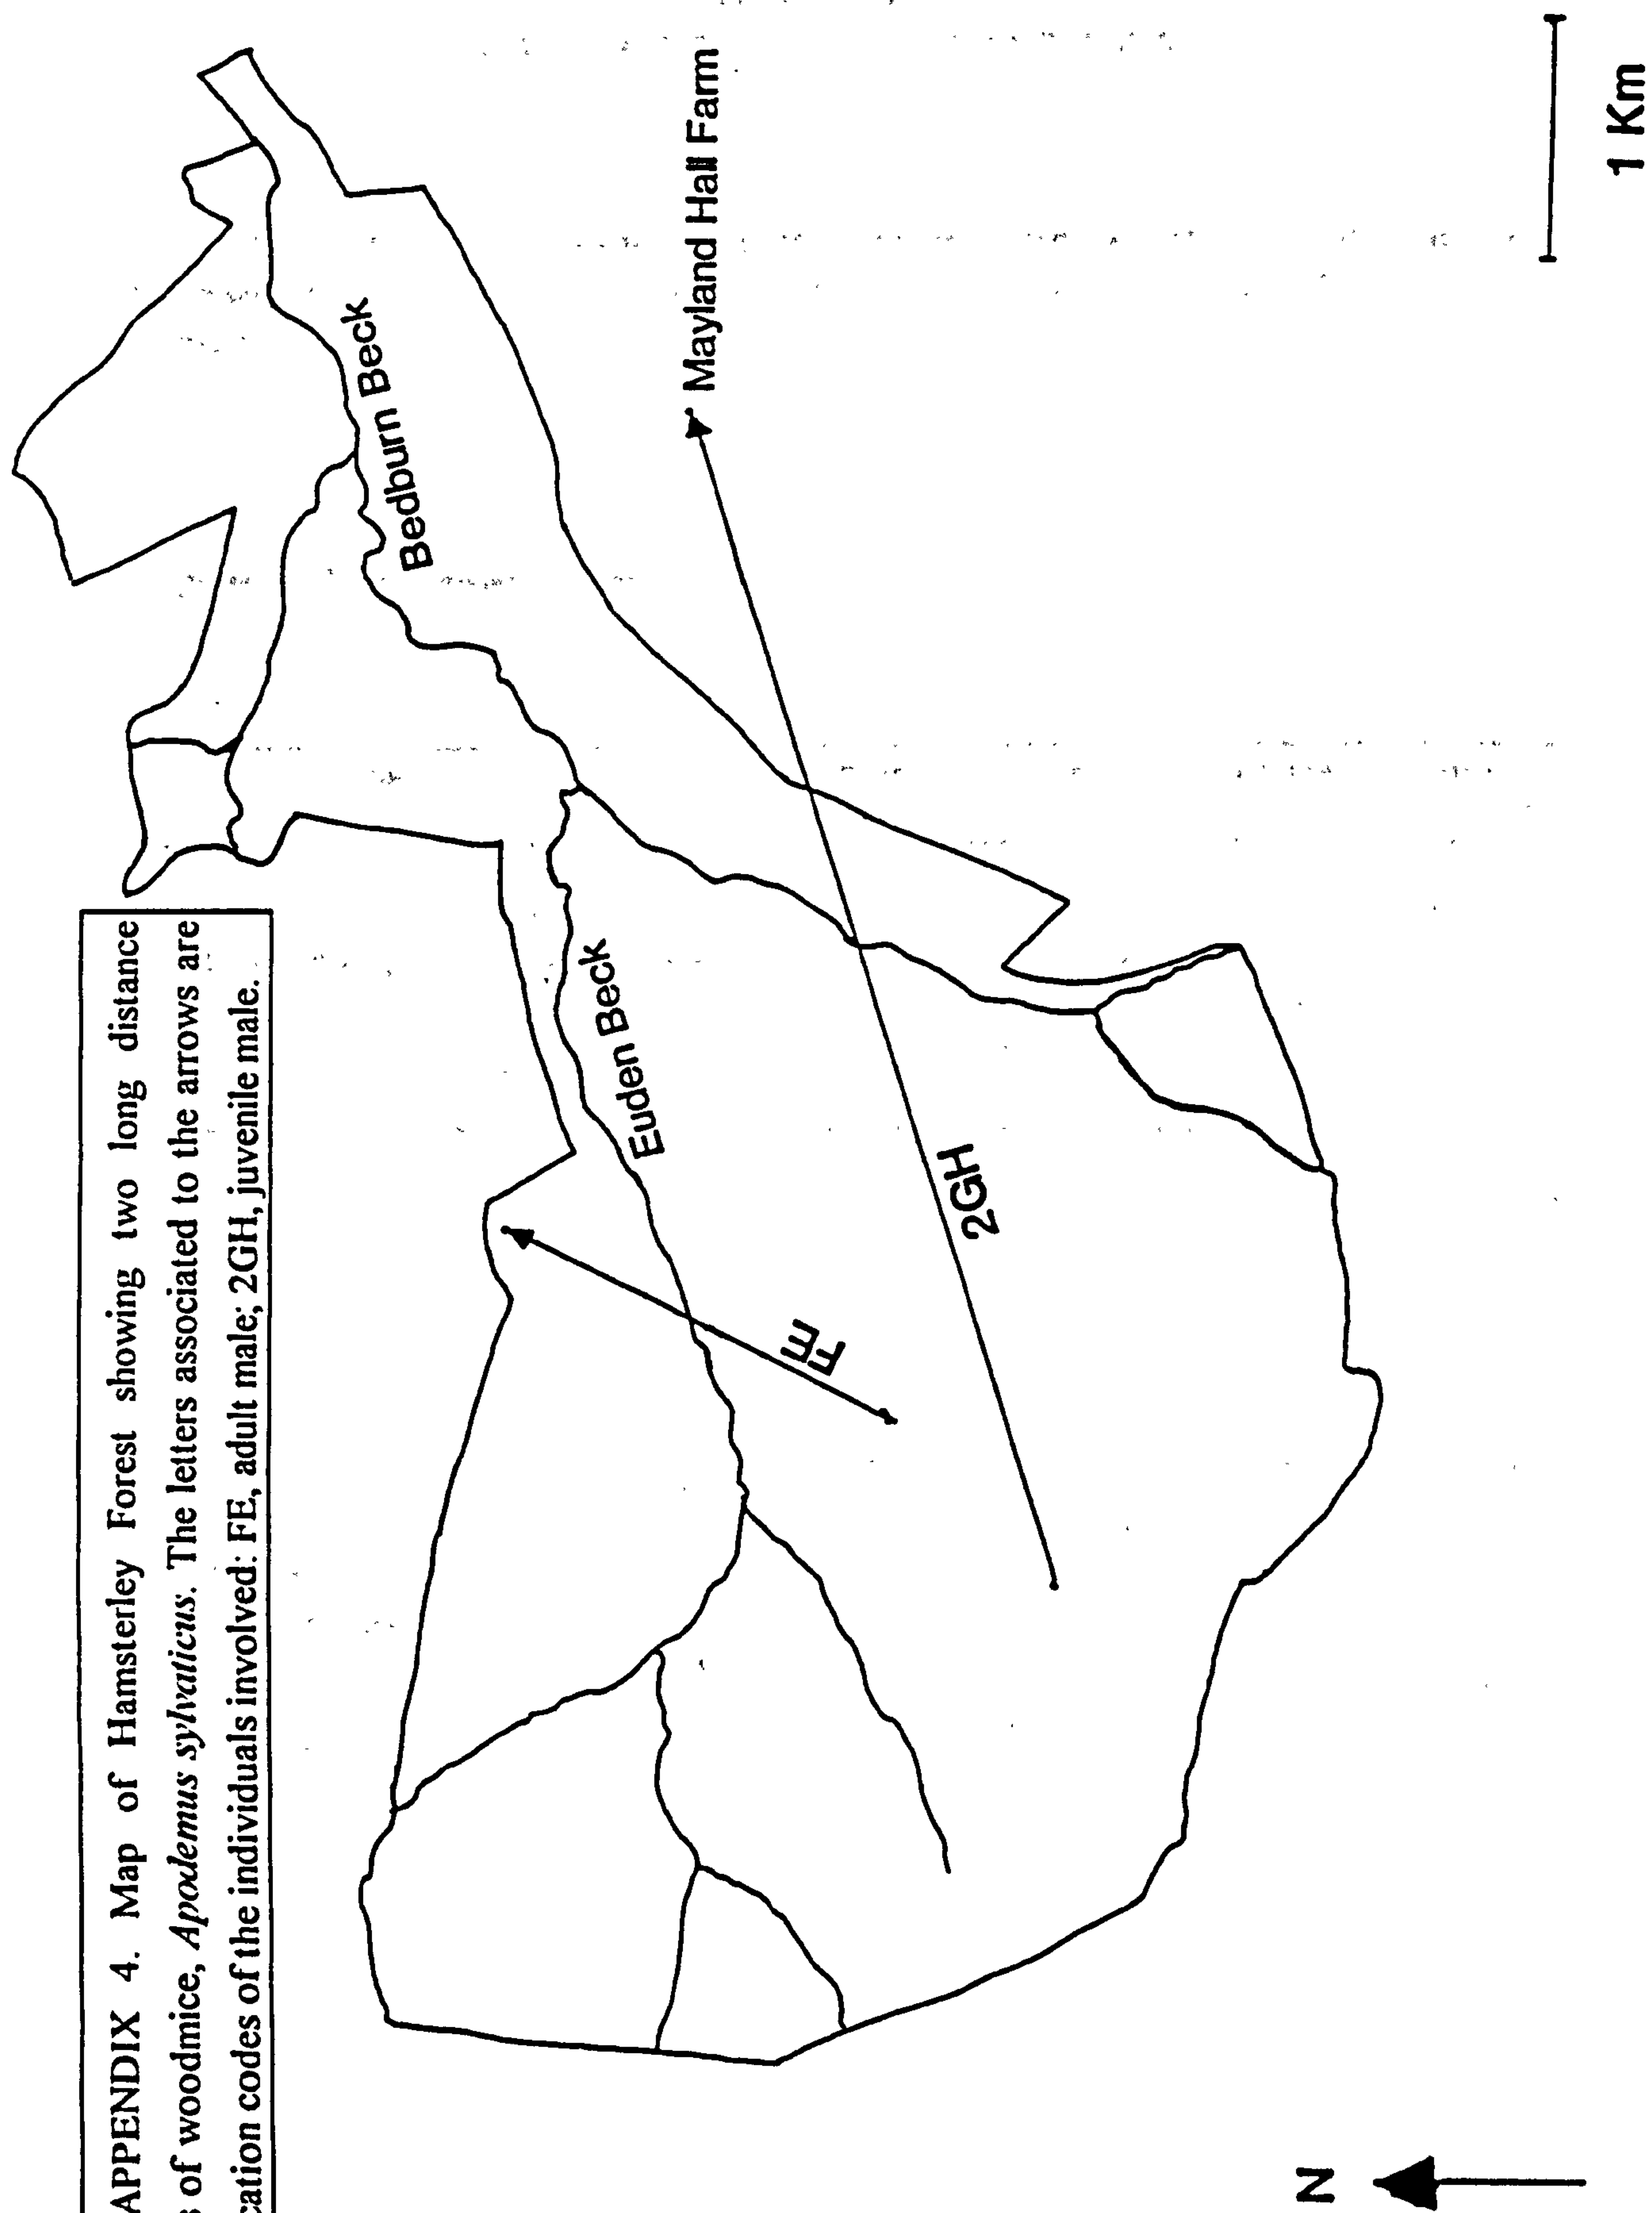 APPENDIX 4. Map of Hamsterley Forest showing two long distance
of woodmice, Apodemus sylvaticus. The letters associated to the arrows are
codes of the individuals involved: FE, adult male; 2GH, juvenile male.
Bedburn Beck
Mayland Hall Farm
Euden Beck
FE
2GH
N
1 Km